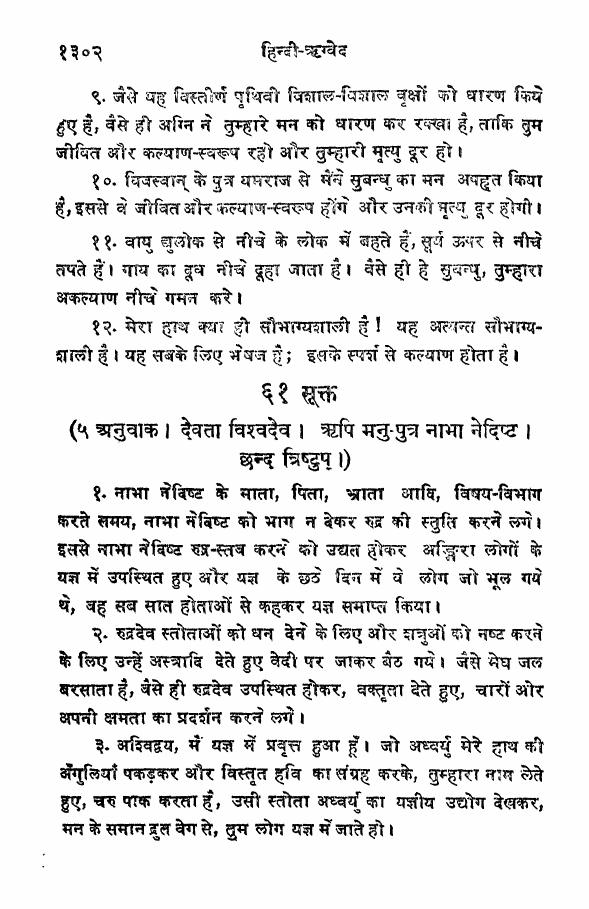 १३०२ हिन्दी-ऋग्वेद
९. जैसे यह विस्तीर्ण पृथिवी विशाल-विशाल वृक्षों को धारण किये
हुए है, वैसे ही अग्नि ने तुम्हारे मन को धारण कर रक्खा है, ताकि तुम
जीवित और कल्याण-स्वरूप रहो और तुम्हारी मृत्यु दूर हो।
१०. विवस्वान् के पुत्र यमराज से मैंने सुबन्धु का मन अपहृत किया
है, इससे वे जीवित और कल्याण-स्वरूप होंगे और उनकी मृत्यु दूर होगी।
११. वायु द्युलोक से नीचे के लोक में बहते हैं, सूर्य ऊपर से नीचे
तपते हैं। गाय का दूध नीचे दूहा जाता है। वैसे ही हे सुबन्धु, तुम्हारा
अकल्याण नीचे गमन करे।
१२. मेरा हाथ क्या ही सौभाग्यशाली है! यह अत्यन्त सौभाग्य-
शाली है। यह सबके लिए भेषज है; इसके स्पर्श से कल्याण होता है।
६१ सूक्त
(५ अनुवाक। देवता विश्वदेव। ऋषि मनु-पुत्र नाभा नेदिष्ट।
छन्द त्रिष्टुप्।)
१. नाभा नेदिष्ट के माता, पिता, भ्राता आदि, विषय-विभाग
करते समय, नाभा नेदिष्ट को भाग न देकर रुद्र की स्तुति करने लगे।
इससे नाभा नेदिष्ट रुद्र-स्तव करने को उद्यत होकर अङ्गिरा लोगों के
यज्ञ में उपस्थित हुए और यज्ञ के छठे दिन में वे लोग जो भूल गये
थे, वह सब सात होताओं से कहकर यज्ञ समाप्त किया।
२. रुद्रदेव स्तोताओं को धन देने के लिए और शत्रुओं को नष्ट करने
के लिए उन्हें अस्त्रादि देते हुए वेदी पर जाकर बैठ गये। जैसे मेघ जल
बरसाता है, वैसे ही रुद्रदेव उपस्थित होकर, वक्तृता देते हुए, चारों ओर
अपनी क्षमता का प्रदर्शन करने लगे।
३. अश्विद्वय, मैं यज्ञ में प्रवृत्त हुआ हूँ। जो अध्वर्यु मेरे हाथ की
अँगुलियाँ पकड़कर और विस्तृत हवि का संग्रह करके, तुम्हारा नाम लेते
हुए, चरु पाक करता है, उसी स्तोता अध्वर्यु का यज्ञीय उद्योग देखकर,
मन के समान द्रुत वेग से, तुम लोग यज्ञ में जाते हो।